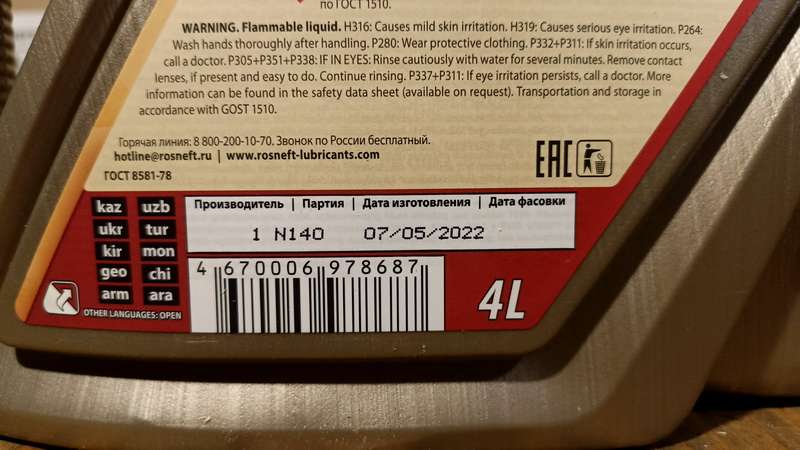 по ГОСТ 1510.
WARNING. Flammable liquid. H316: Causes mild skin irritation. H319: Causes serious eye irritation. P264:
Wash hands thoroughly after handling. P280: Wear protective clothing. P332+P311: If skin irritation occurs,
call a doctor. P305+P351+P338: IF IN EYES: Rinse cautiously with water for several minutes. Remove contact
lenses, if present and easy to do. Continue rinsing. P337+P311: If eye irritation persists, call a doctor. More
information can be found in the safety data sheet (available on request). Transportation and storage in
accordance with GOST 1510.
Горячая линия: 8 800-200-10-70. Звонок по России бесплатный.
hotline@rosneft.ru | www.rosneft-lubricants.com
ГОСТ 8581-78
EAC
kaz uzb
ukr tur
kir mon
geo chi
arm ara
OTHER LANGUAGES: OPEN
Производитель | Партия | Дата изготовления | Дата фасовки
1 N140 07/05/2022
4 670006 978687
4L